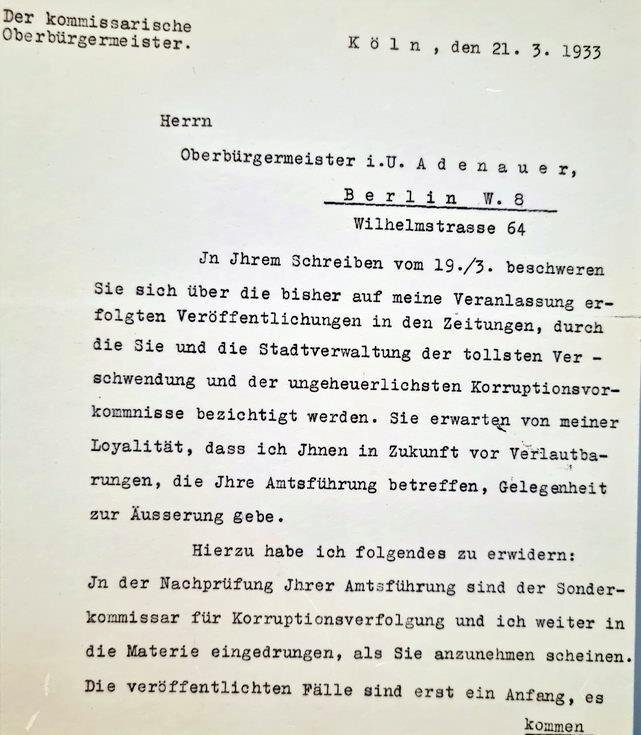 Der kommissarische
Oberbürgermeister.
K ö l n , den 21. 3. 1933
Herrn
Oberbürgermeister i.U. A d e n a u e r,
B e r l i n  W. 8
Wilhelmstrasse 64
Jn Jhrem Schreiben vom 19./3. beschweren
Sie sich über die bisher auf meine Veranlassung er-
folgten Veröffentlichungen in den Zeitungen, durch
die Sie und die Stadtverwaltung der tollsten Ver -
schwendung und der ungeheuerlichsten Korruptionsvor-
kommnisse bezichtigt werden. Sie erwarten von meiner
Loyalität, dass ich Jhnen in Zukunft vor Verlautba-
rungen, die Jhre Amtsführung betreffen, Gelegenheit
zur Äusserung gebe.
Hierzu habe ich folgendes zu erwidern:
Jn der Nachprüfung Jhrer Amtsführung sind der Sonder-
kommissar für Korruptionsverfolgung und ich weiter in
die Materie eingedrungen, als Sie anzunehmen scheinen.
Die veröffentlichten Fälle sind erst ein Anfang, es
kommen